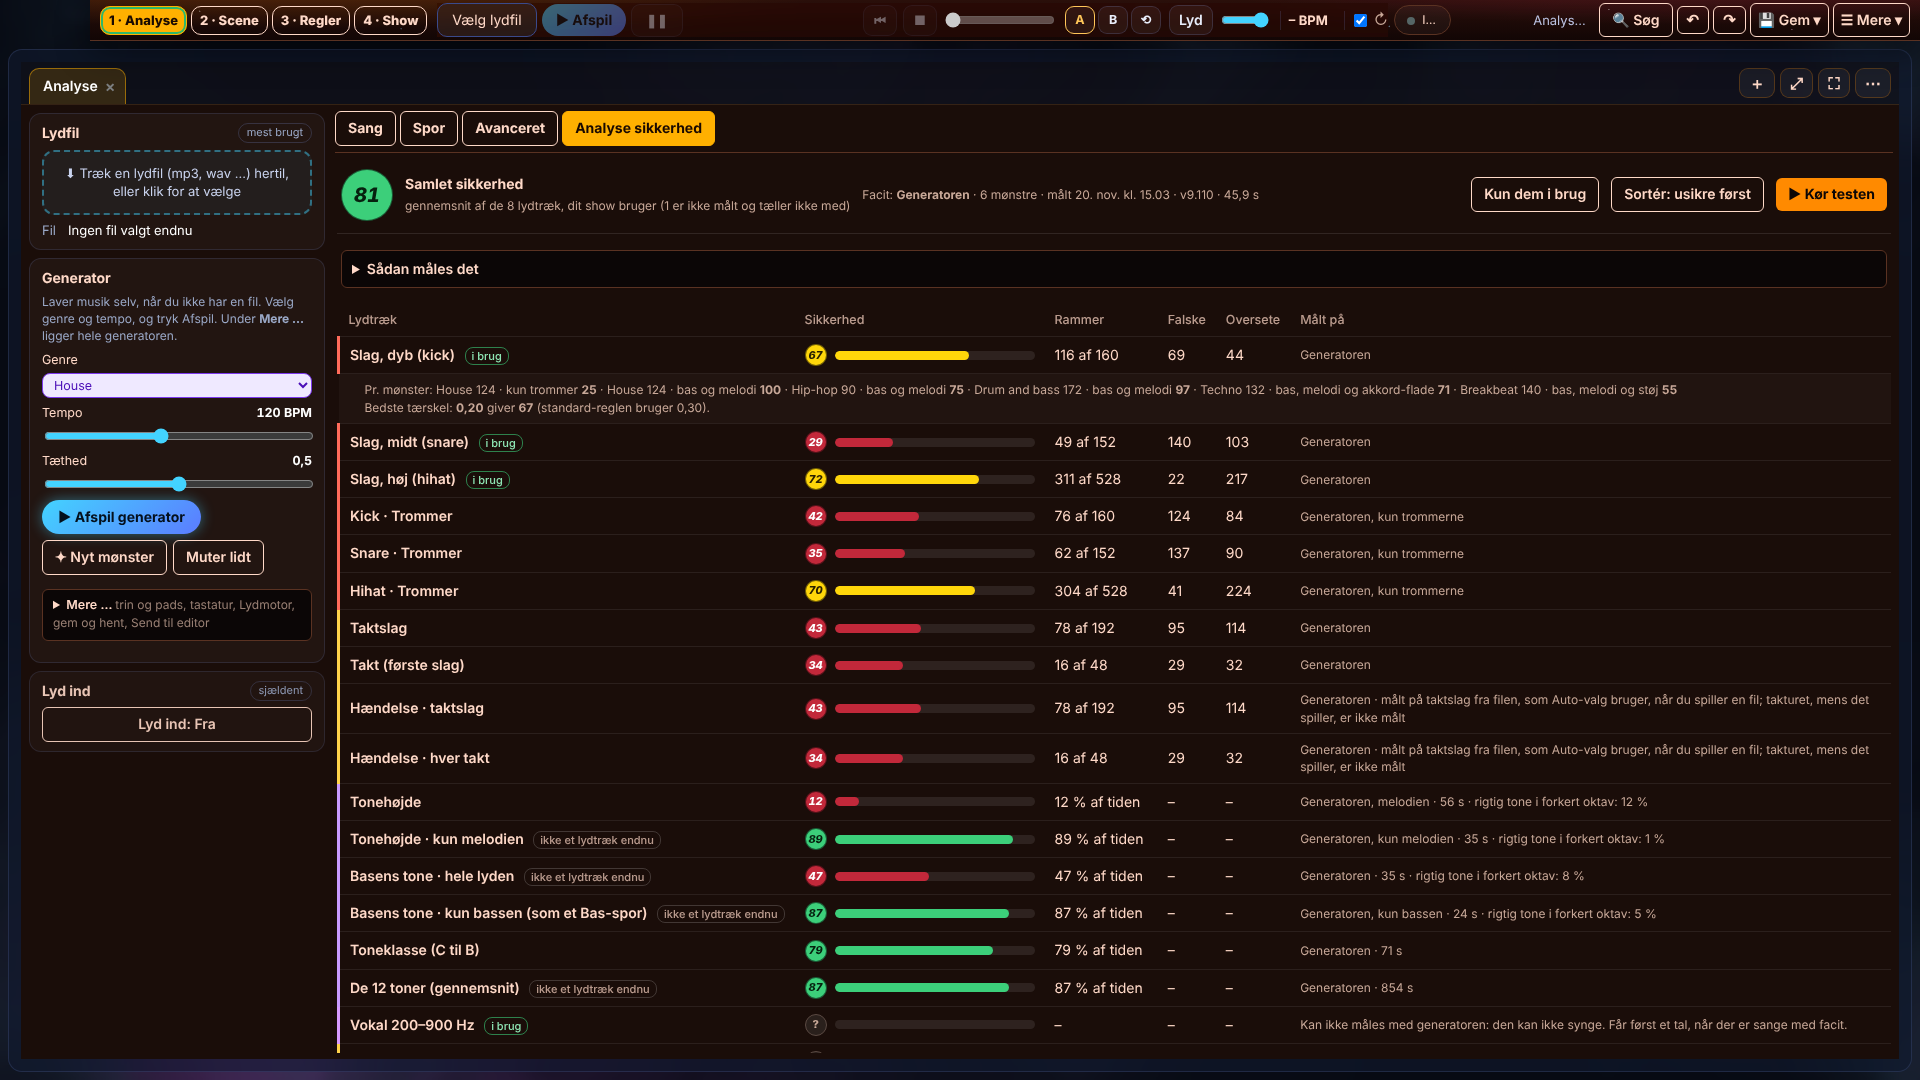 1 · Analyse
2 · Scene
3 · Regler
4 · Show
Vælg lydfil
▶ Afspil
A
B
Lyd
– BPM
I...
Analys...
🔍 Søg
💾 Gem ▾
☰ Mere ▾
Analyse ×
Lydfil
mest brugt
⬇ Træk en lydfil (mp3, wav ...) hertil,
eller klik for at vælge
Fil Ingen fil valgt endnu
Generator
Laver musik selv, når du ikke har en fil. Vælg
genre og tempo, og tryk Afspil. Under Mere ...
ligger hele generatoren.
Genre
House
Tempo 120 BPM
Tæthed 0,5
▶ Afspil generator
✦ Nyt mønster
Muter lidt
▶ Mere ... trin og pads, tastatur, Lydmotor,
gem og hent, Send til editor
Lyd ind
sjældent
Lyd ind: Fra
Sang
Spor
Avanceret
Analyse sikkerhed
81
Samlet sikkerhed
gennemsnit af de 8 lydtræk, dit show bruger (1 er ikke målt og tæller ikke med)
Facit: Generatoren · 6 mønstre · målt 20. nov. kl. 15.03 · v9.110 · 45,9 s
Kun dem i brug
Sortér: usikre først
▶ Kør testen
▶ Sådan måles det
Lydtræk Sikkerhed Rammer Falske Oversete Målt på
Slag, dyb (kick) i brug 67 116 af 160 69 44 Generatoren
Pr. mønster: House 124 · kun trommer 25 · House 124 · bas og melodi 100 · Hip-hop 90 · bas og melodi 75 · Drum and bass 172 · bas og melodi 97 · Techno 132 · bas, melodi og akkord-flade 71 · Breakbeat 140 · bas, melodi og støj 55
Bedste tærskel: 0,20 giver 67 (standard-reglen bruger 0,30).
Slag, midt (snare) i brug 29 49 af 152 140 103 Generatoren
Slag, høj (hihat) i brug 72 311 af 528 22 217 Generatoren
Kick · Trommer 42 76 af 160 124 84 Generatoren, kun trommerne
Snare · Trommer 35 62 af 152 137 90 Generatoren, kun trommerne
Hihat · Trommer 70 304 af 528 41 224 Generatoren, kun trommerne
Taktslag 43 78 af 192 95 114 Generatoren
Takt (første slag) 34 16 af 48 29 32 Generatoren
Hændelse · taktslag 43 78 af 192 95 114 Generatoren · målt på taktslag fra filen, som Auto-valg bruger, når du spiller en fil; takturet, mens det
spiller, er ikke målt
Hændelse · hver takt 34 16 af 48 29 32 Generatoren · målt på taktslag fra filen, som Auto-valg bruger, når du spiller en fil; takturet, mens det
spiller, er ikke målt
Tonehøjde 12 12 % af tiden – – Generatoren, melodien · 56 s · rigtig tone i forkert oktav: 12 %
Tonehøjde · kun melodien ikke et lydtræk endnu 89 89 % af tiden – – Generatoren, kun melodien · 35 s · rigtig tone i forkert oktav: 1 %
Basens tone · hele lyden ikke et lydtræk endnu 47 47 % af tiden – – Generatoren · 35 s · rigtig tone i forkert oktav: 8 %
Basens tone · kun bassen (som et Bas-spor) ikke et lydtræk endnu 87 87 % af tiden – – Generatoren, kun bassen · 24 s · rigtig tone i forkert oktav: 5 %
Toneklasse (C til B) 79 79 % af tiden – – Generatoren · 71 s
De 12 toner (gennemsnit) ikke et lydtræk endnu 87 87 % af tiden – – Generatoren · 854 s
Vokal 200–900 Hz i brug ? – – – Kan ikke måles med generatoren: den kan ikke synge. Får først et tal, når der er sange med facit.